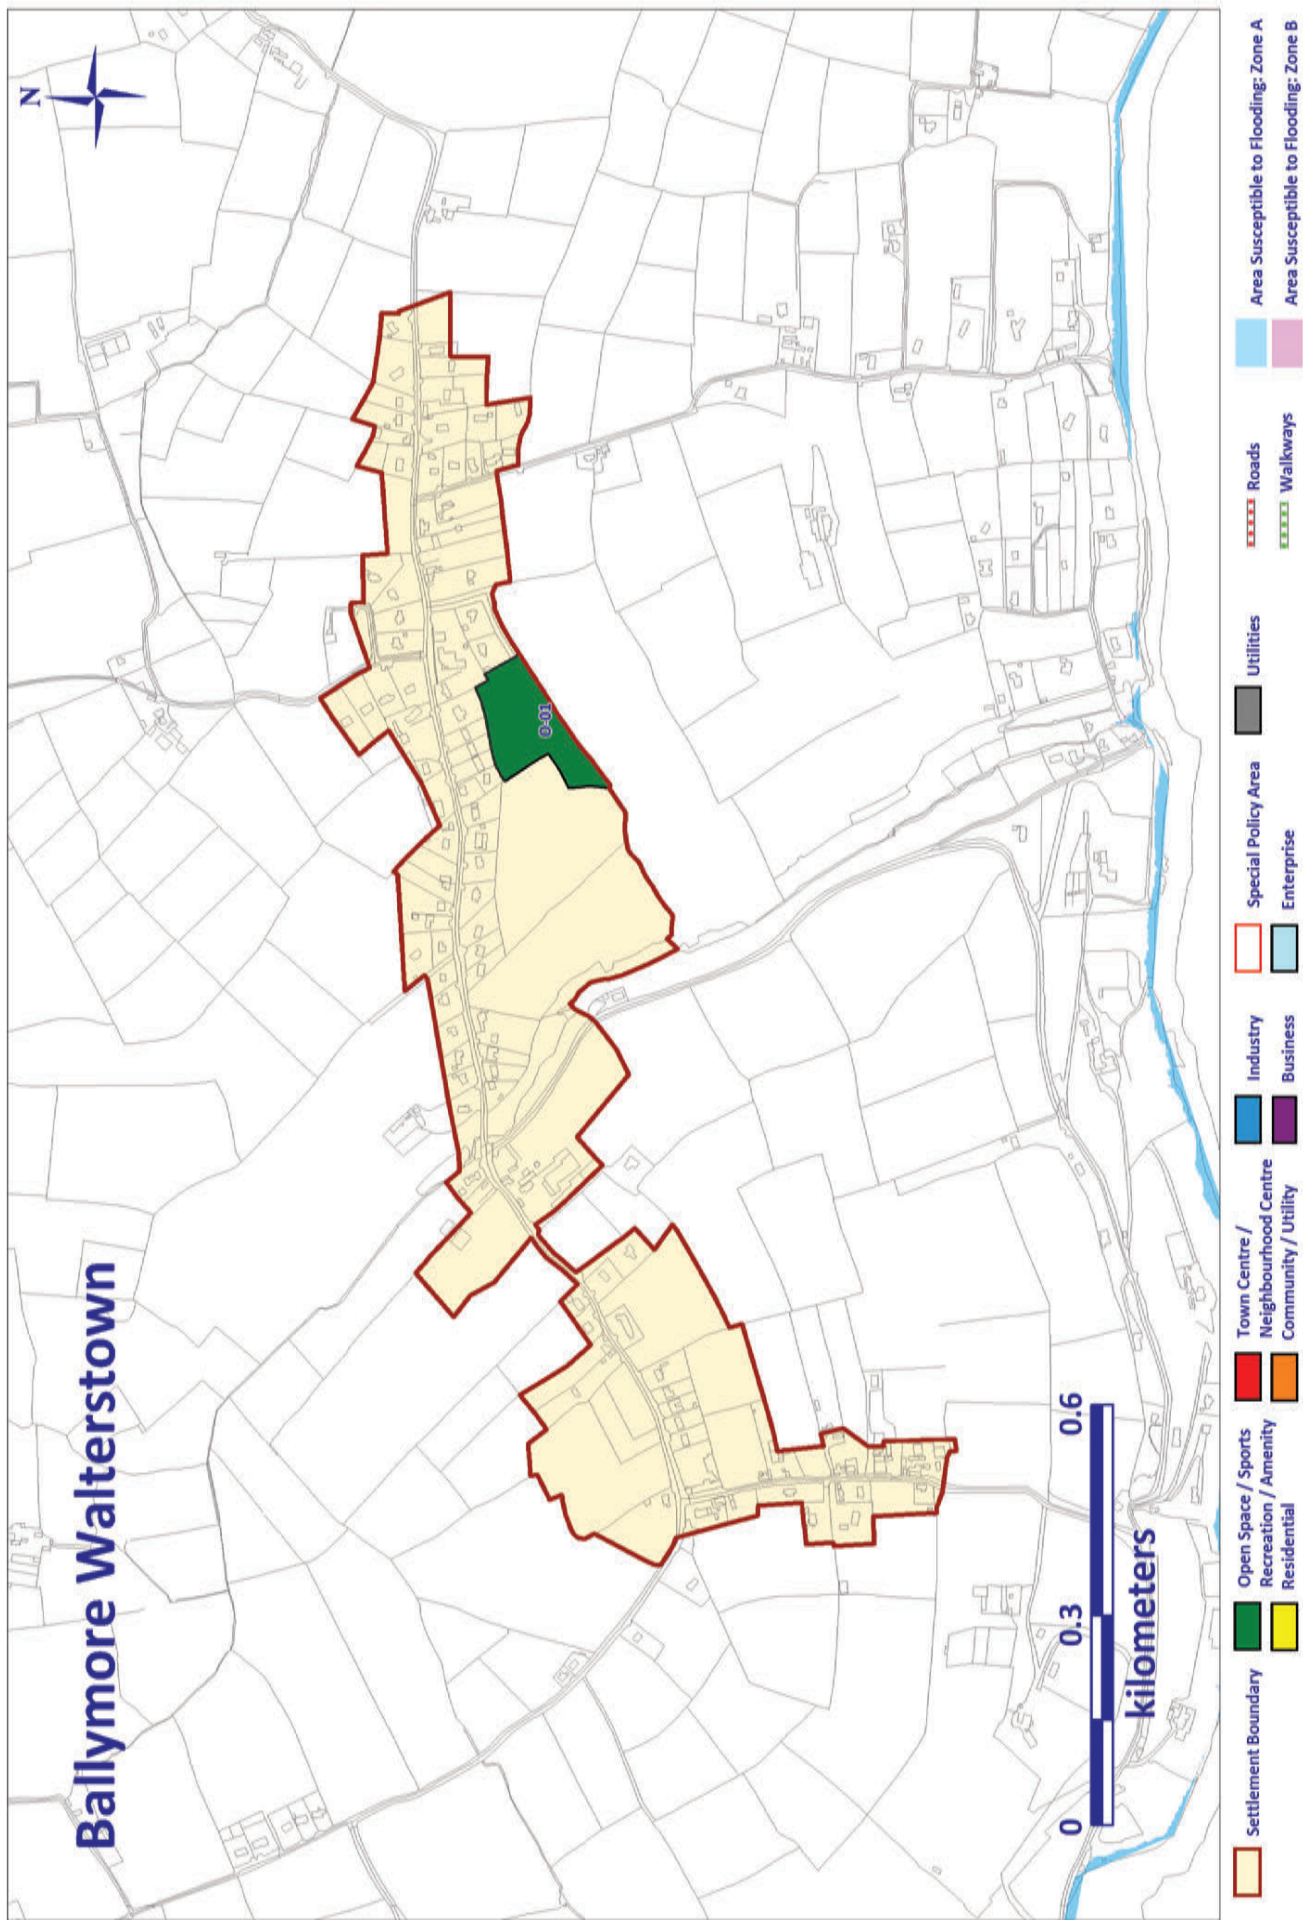 Ballymore Walterstown
N
O-01
0 0.3 0.6
kilometers
Settlement Boundary
Open Space / Sports
Recreation / Amenity
Residential
Town Centre /
Neighbourhood Centre
Community / Utility
Industry
Business
Special Policy Area
Enterprise
Utilities
Roads
Walkways
Area Susceptible to Flooding: Zone A
Area Susceptible to Flooding: Zone B